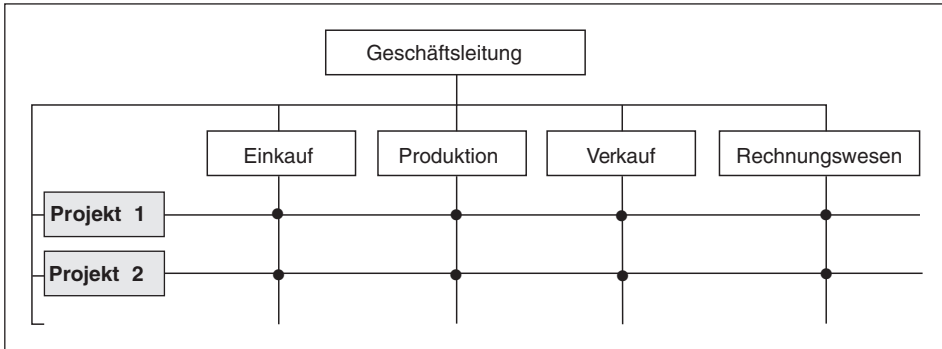 Geschäftsleitung
Einkauf
Produktion
Verkauf
Rechnungswesen
Projekt 1
Projekt 2